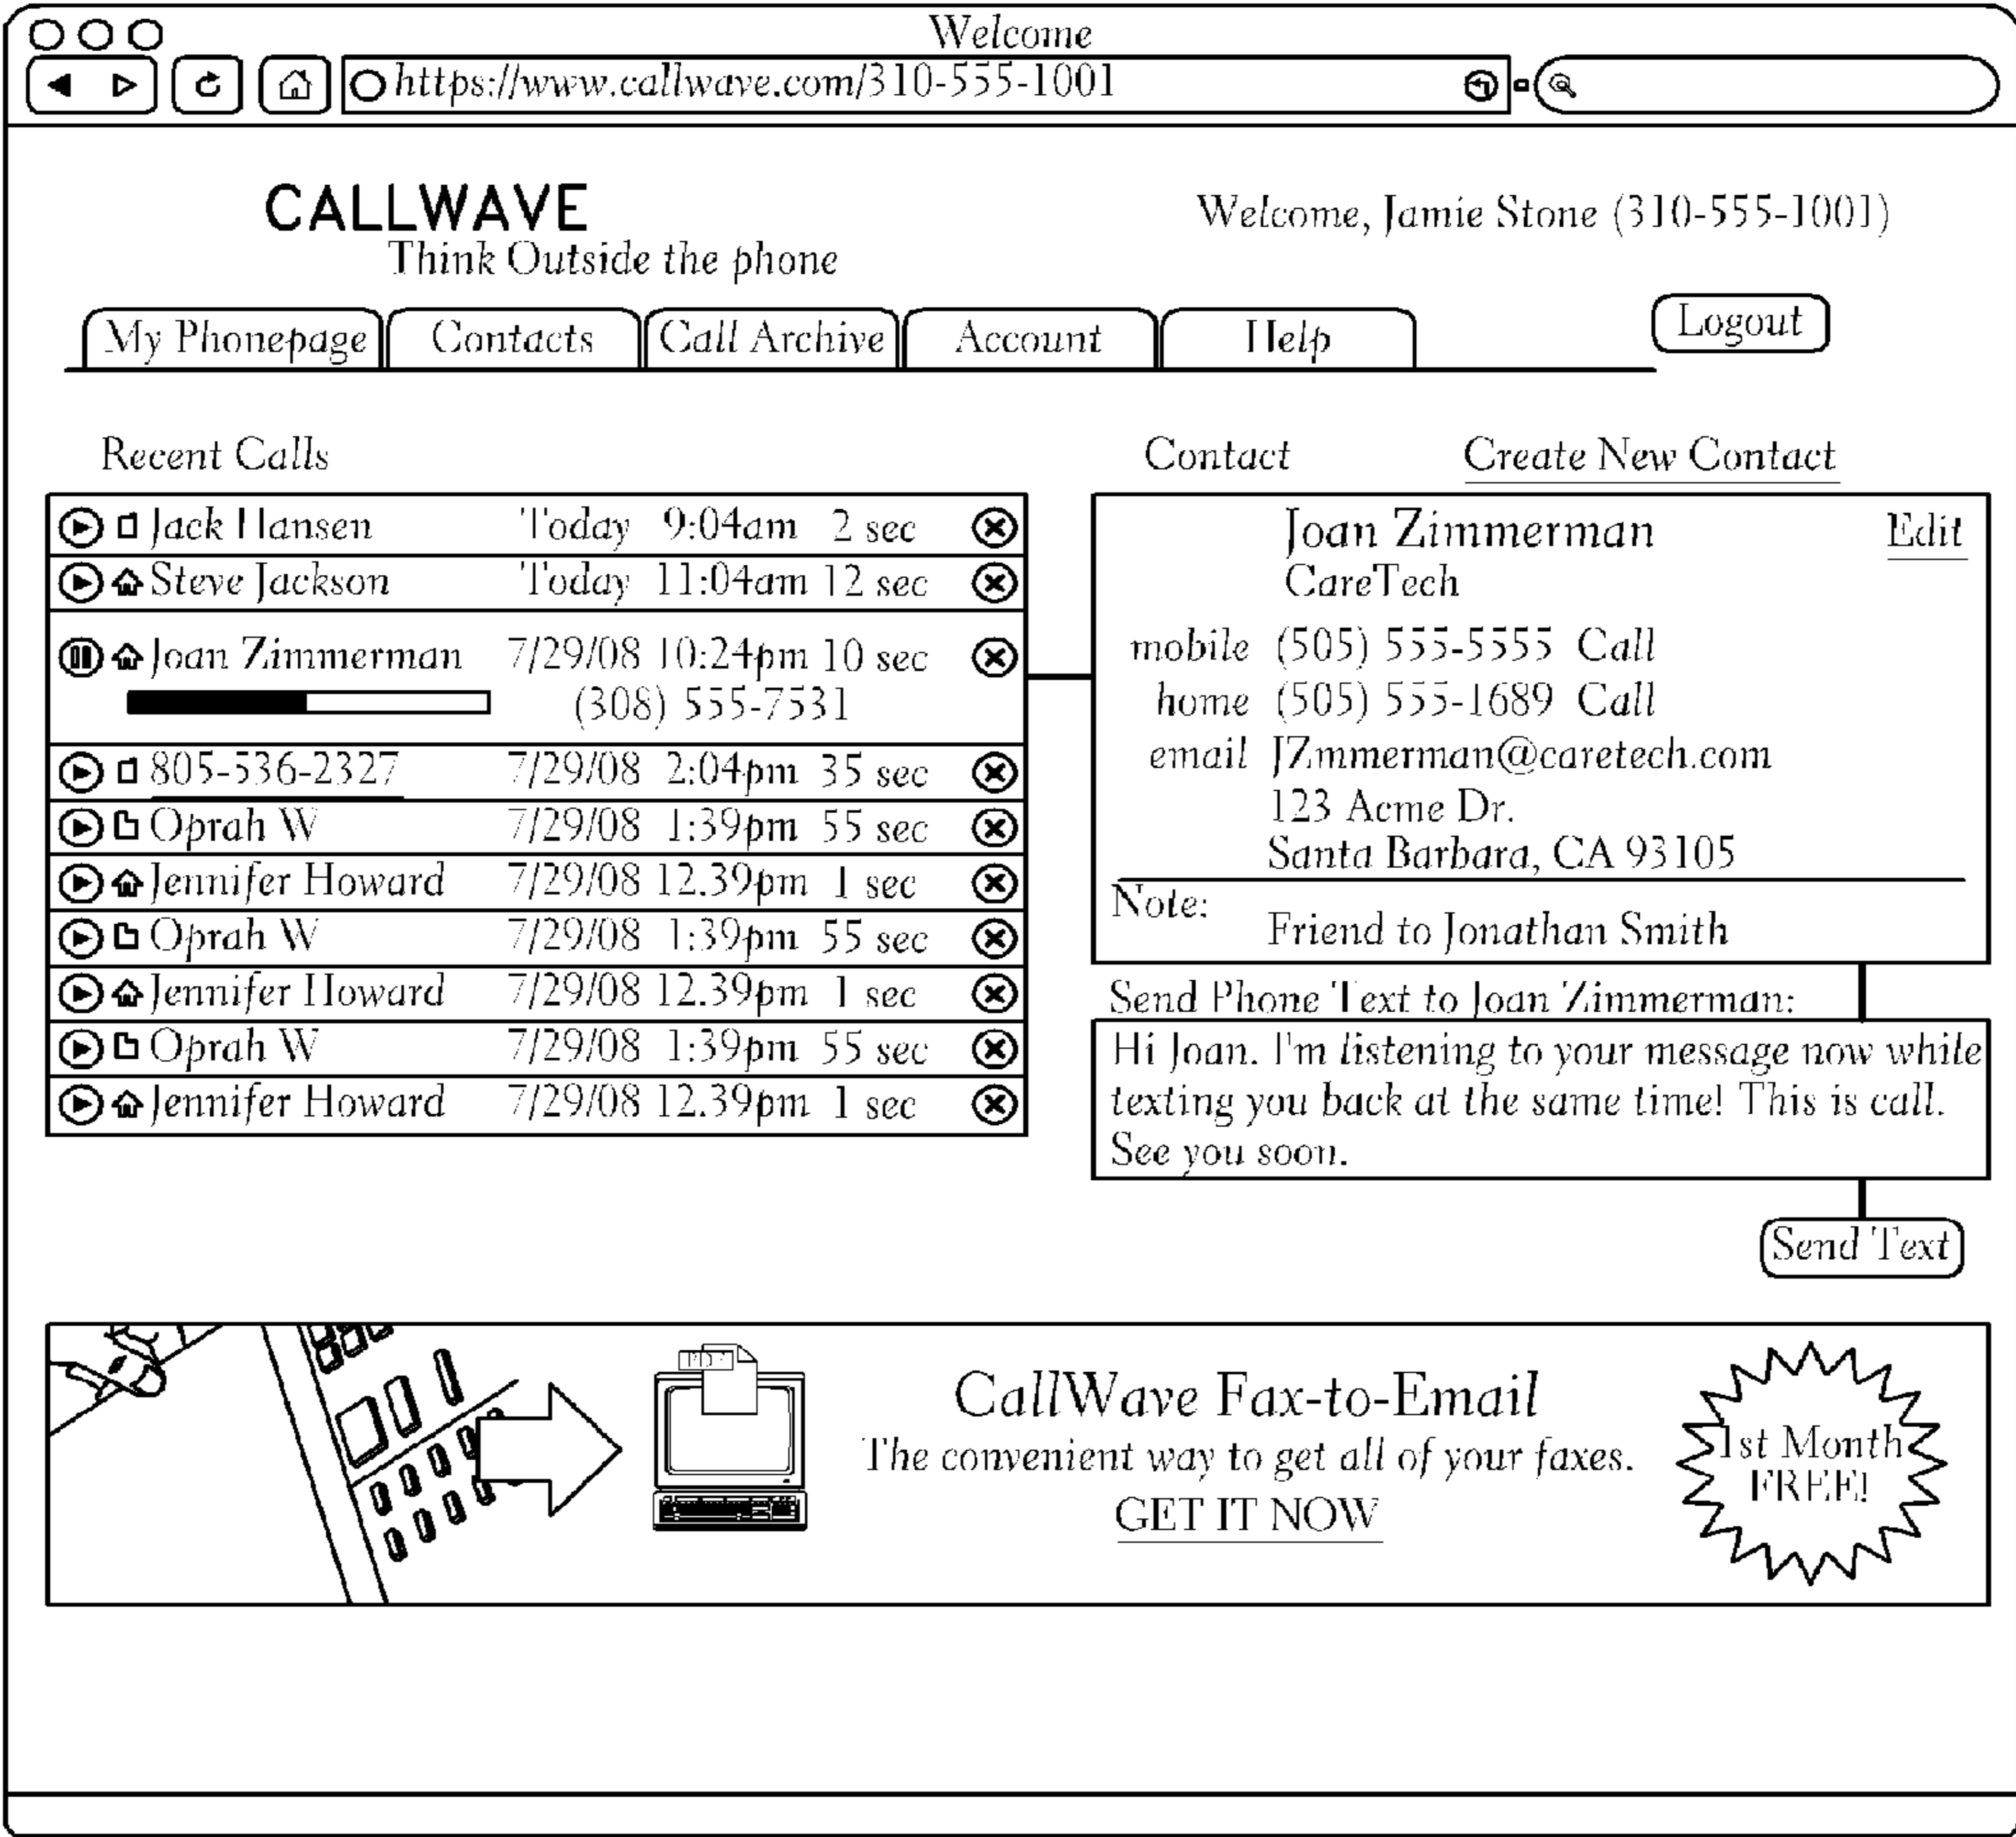 Welcome
https://www.callwave.com/310-555-1001
CALLWAVE
Think Outside the phone
Welcome, Jamie Stone (310-555-1001)
My Phonepage Contacts Call Archive Account Help Logout
Recent Calls
Jack Hansen Today 9:04am 2 sec
Steve Jackson Today 11:04am 12 sec
Joan Zimmerman 7/29/08 10:24pm 10 sec
(308) 555-7531
805-536-2327 7/29/08 2:04pm 35 sec
Oprah W 7/29/08 1:39pm 55 sec
Jennifer Howard 7/29/08 12.39pm 1 sec
Oprah W 7/29/08 1:39pm 55 sec
Jennifer Howard 7/29/08 12.39pm 1 sec
Oprah W 7/29/08 1:39pm 55 sec
Jennifer Howard 7/29/08 12.39pm 1 sec
Contact Create New Contact
Joan Zimmerman Edit
CareTech
mobile (505) 555-5555 Call
home (505) 555-1689 Call
email JZmmerman@caretech.com
123 Acme Dr.
Santa Barbara, CA 93105
Note:
Friend to Jonathan Smith
Send Phone Text to Joan Zimmerman:
Hi Joan. I'm listening to your message now while
texting you back at the same time! This is call.
See you soon.
Send Text
PDF
CallWave Fax-to-Email
The convenient way to get all of your faxes.
GET IT NOW
1st Month
FREE!